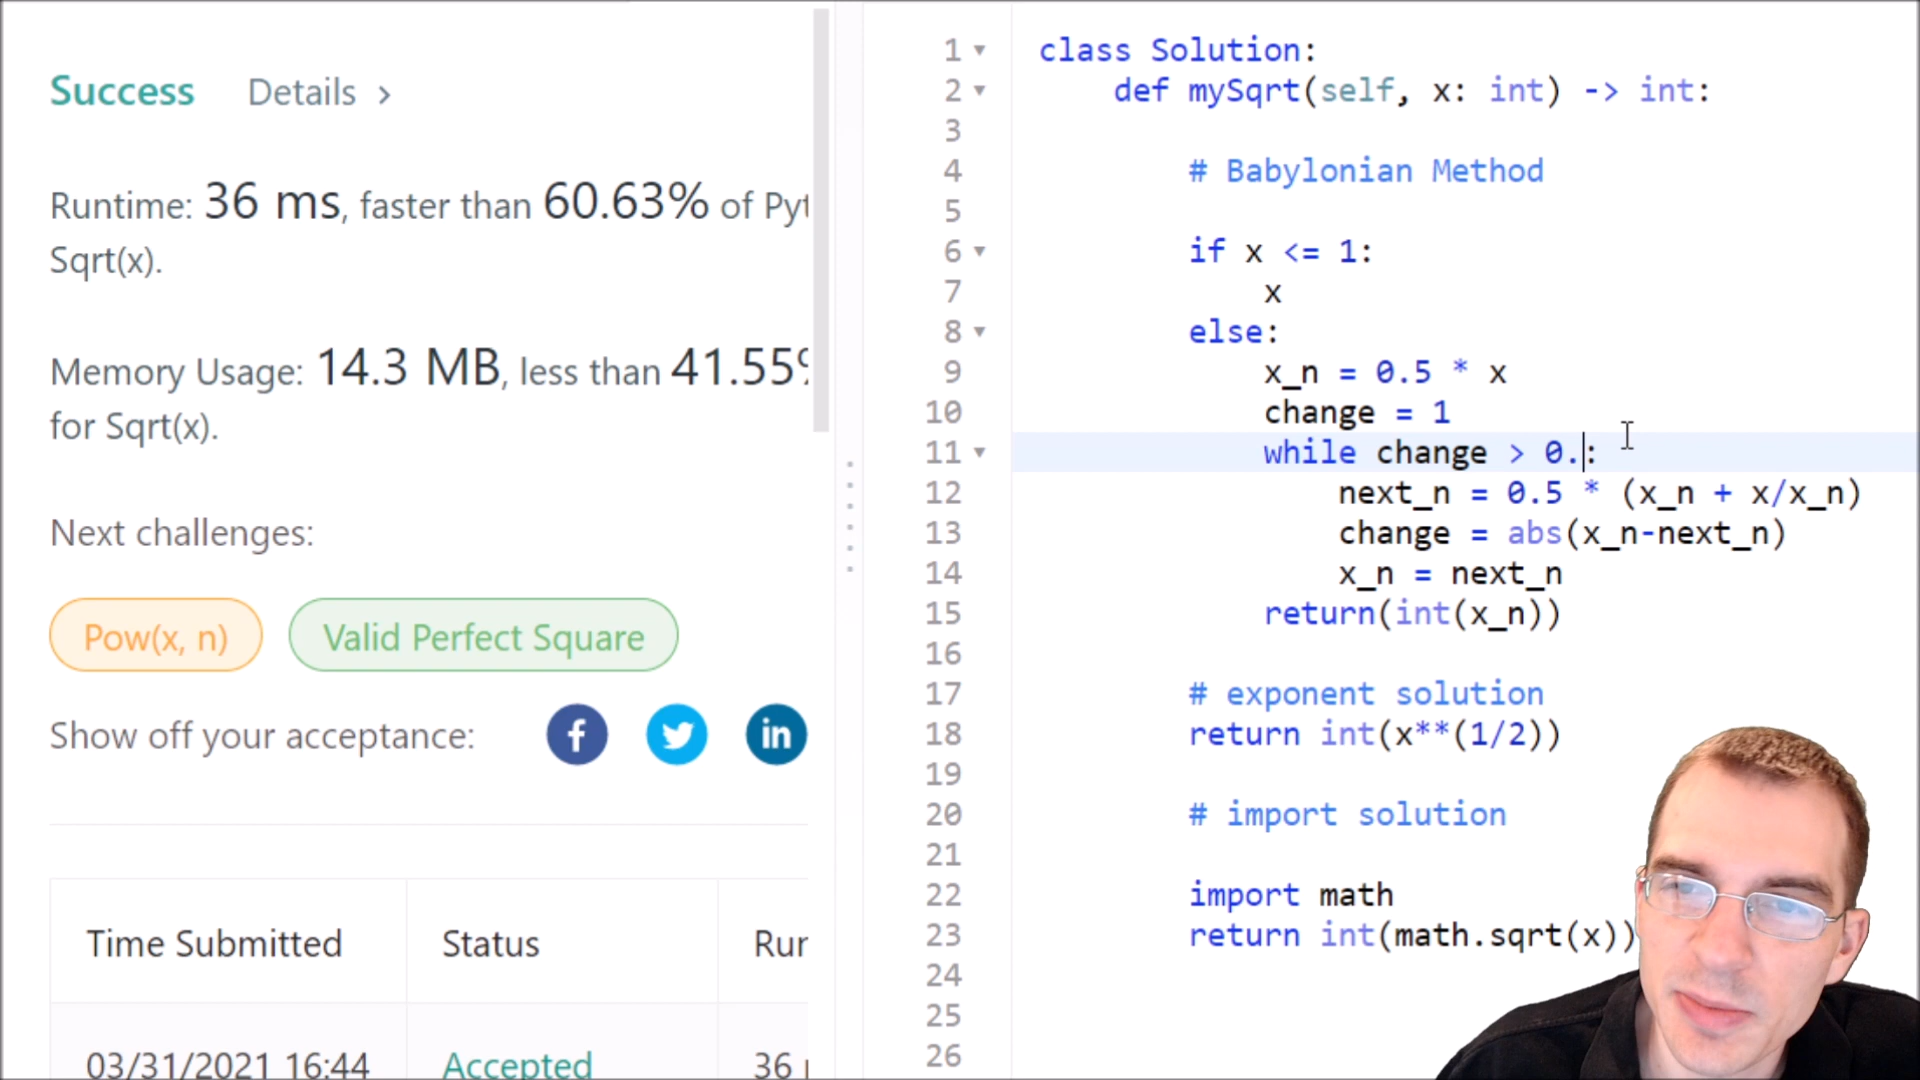 Success Details >
Runtime: 36 ms, faster than 60.63% of Pyt
Sqrt(x).
Memory Usage: 14.3 MB, less than 41.55%
for Sqrt(x).
Next challenges:
Pow(x, n) Valid Perfect Square
Show off your acceptance: f in
Time Submitted Status Run
03/31/2021 16:44 Accepted 36
1 class Solution:
2 def mySqrt(self, x: int) -> int:
3
4 # Babylonian Method
5
6 if x <= 1:
7 x
8 else:
9 x_n = 0.5 * x
10 change = 1
11 while change > 0.:
12 next_n = 0.5 * (x_n + x/x_n)
13 change = abs(x_n-next_n)
14 x_n = next_n
15 return(int(x_n))
16
17 # exponent solution
18 return int(x**(1/2))
19
20 # import solution
21
22 import math
23 return int(math.sqrt(x))
24
25
26